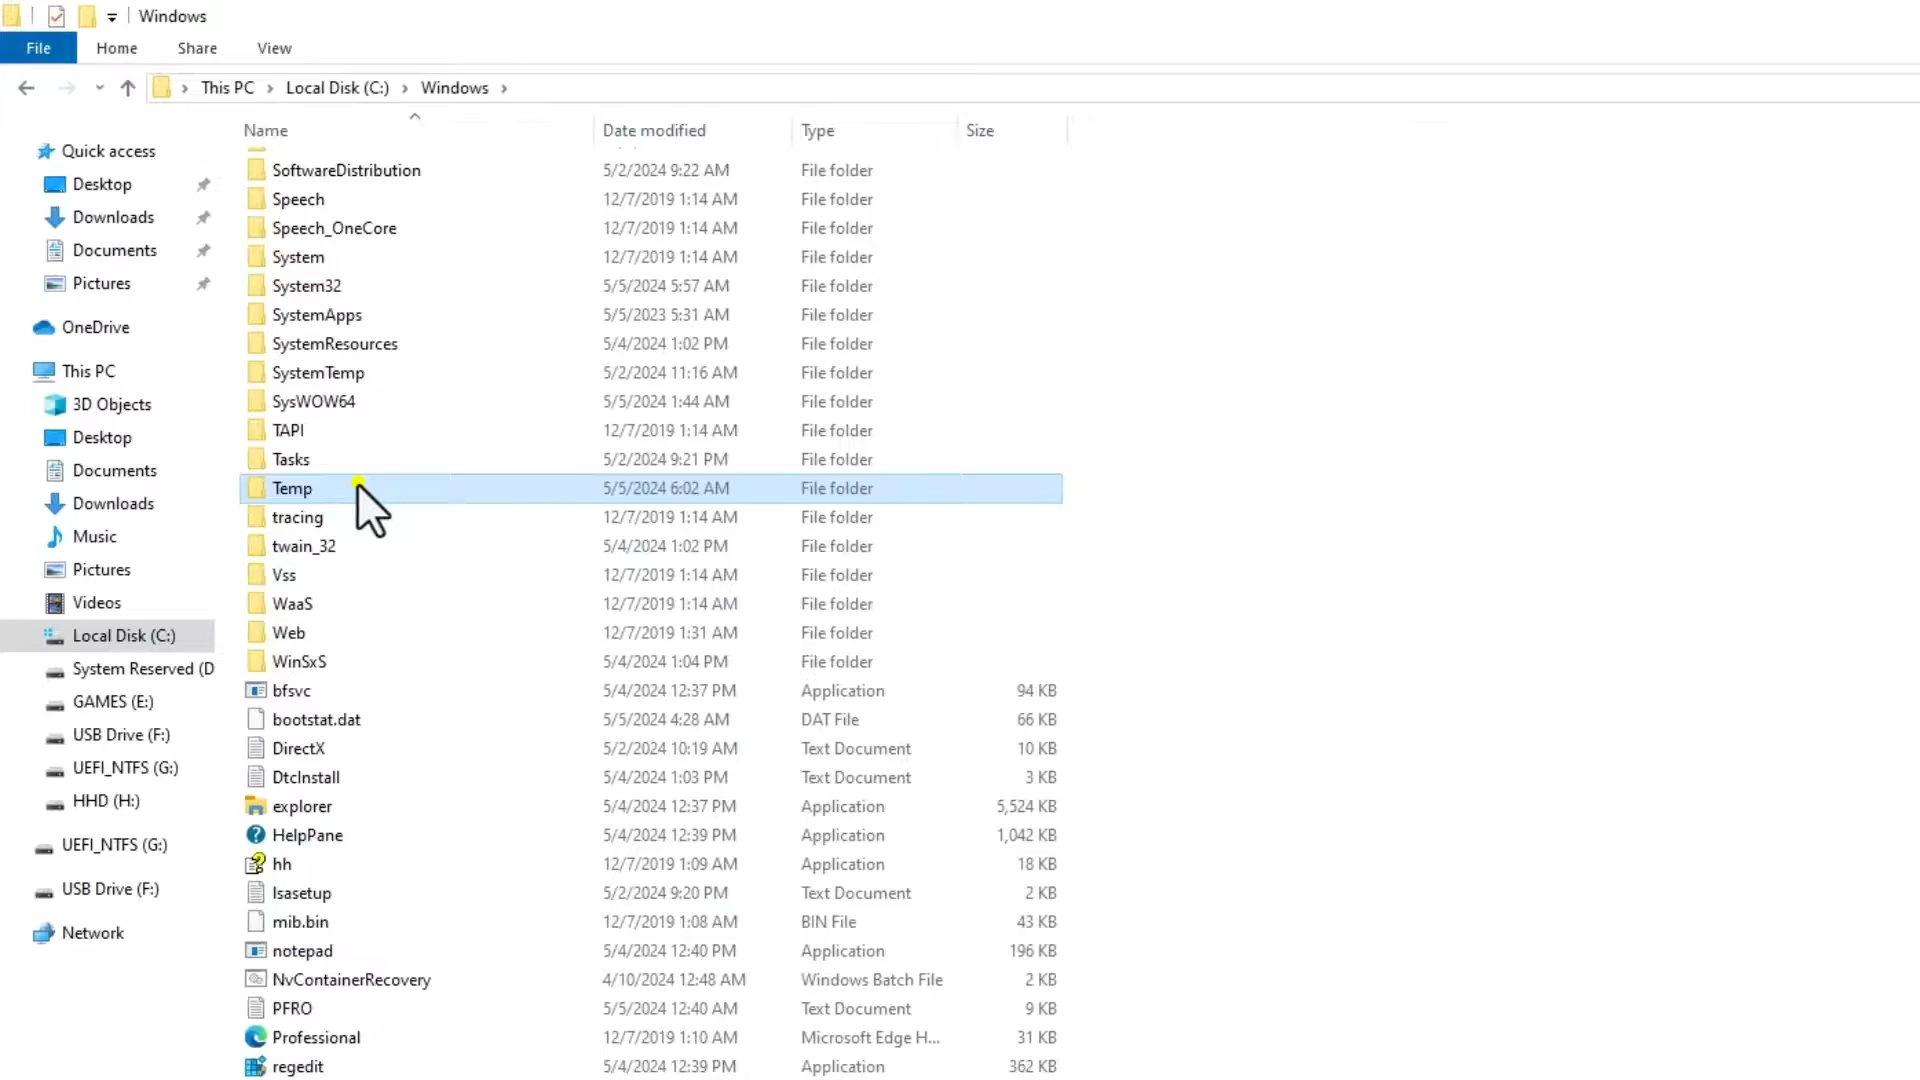 Windows
File Home Share View
This PC Local Disk (C:) Windows
Name Date modified Type Size
Quick access
Desktop
Downloads
Documents
Pictures
OneDrive
This PC
3D Objects
Desktop
Documents
Downloads
Music
Pictures
Videos
Local Disk (C:)
System Reserved (D
GAMES (E:)
USB Drive (F:)
UEFI_NTFS (G:)
HHD (H:)
UEFI_NTFS (G:)
USB Drive (F:)
Network
SoftwareDistribution 5/2/2024 9:22 AM File folder
Speech 12/7/2019 1:14 AM File folder
Speech_OneCore 12/7/2019 1:14 AM File folder
System 12/7/2019 1:14 AM File folder
System32 5/5/2024 5:57 AM File folder
SystemApps 5/5/2023 5:31 AM File folder
SystemResources 5/4/2024 1:02 PM File folder
SystemTemp 5/2/2024 11:16 AM File folder
SysWOW64 5/5/2024 1:44 AM File folder
TAPI 12/7/2019 1:14 AM File folder
Tasks 5/2/2024 9:21 PM File folder
Temp 5/5/2024 6:02 AM File folder
tracing 12/7/2019 1:14 AM File folder
twain_32 5/4/2024 1:02 PM File folder
Vss 12/7/2019 1:14 AM File folder
WaaS 12/7/2019 1:14 AM File folder
Web 12/7/2019 1:31 AM File folder
WinSxS 5/4/2024 1:04 PM File folder
bfsvc 5/4/2024 12:37 PM Application 94 KB
bootstat.dat 5/5/2024 4:28 AM DAT File 66 KB
DirectX 5/2/2024 10:19 AM Text Document 10 KB
DtcInstall 5/4/2024 1:03 PM Text Document 3 KB
explorer 5/4/2024 12:37 PM Application 5,524 KB
HelpPane 5/4/2024 12:39 PM Application 1,042 KB
hh 12/7/2019 1:09 AM Application 18 KB
lsasetup 5/2/2024 9:20 PM Text Document 2 KB
mib.bin 12/7/2019 1:08 AM BIN File 43 KB
notepad 5/4/2024 12:40 PM Application 196 KB
NvContainerRecovery 4/10/2024 12:48 AM Windows Batch File 2 KB
PFRO 5/5/2024 12:40 AM Text Document 9 KB
Professional 12/7/2019 1:10 AM Microsoft Edge H... 31 KB
regedit 5/4/2024 12:39 PM Application 362 KB